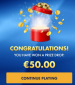 CONGRATULATIONS!
YOU HAVE WON A PRIZE DROP
€50.00
CONTINUE PLAYING